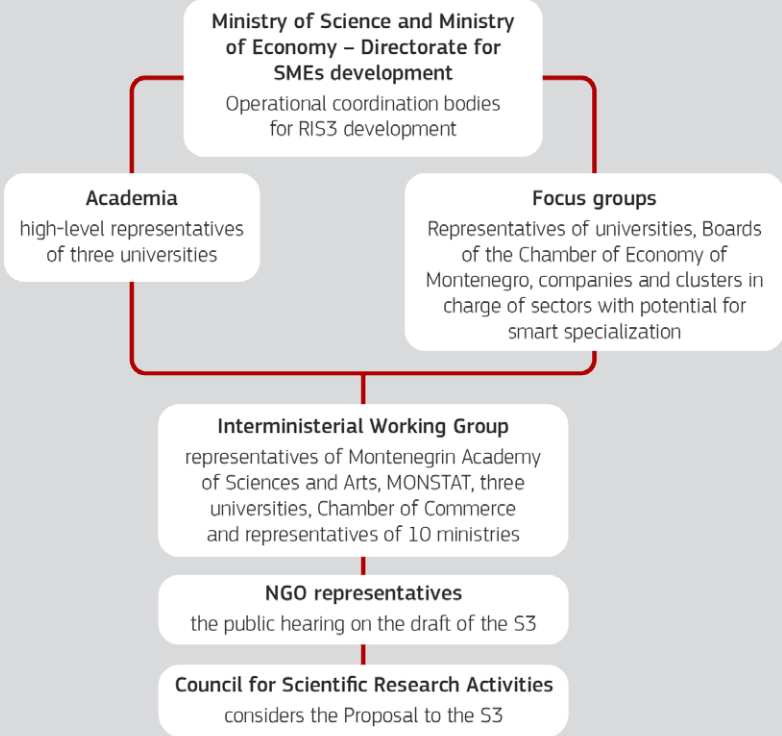 Ministry of Science and Ministry
of Economy – Directorate for
SMEs development
Operational coordination bodies
for RIS3 development
Academia
high-level representatives
of three universities
Focus groups
Representatives of universities, Boards
of the Chamber of Economy of
Montenegro, companies and clusters in
charge of sectors with potential for
smart specialization
Interministerial Working Group
representatives of Montenegrin Academy
of Sciences and Arts, MONSTAT, three
universities, Chamber of Commerce
and representatives of 10 ministries
NGO representatives
the public hearing on the draft of the S3
Council for Scientific Research Activities
considers the Proposal to the S3